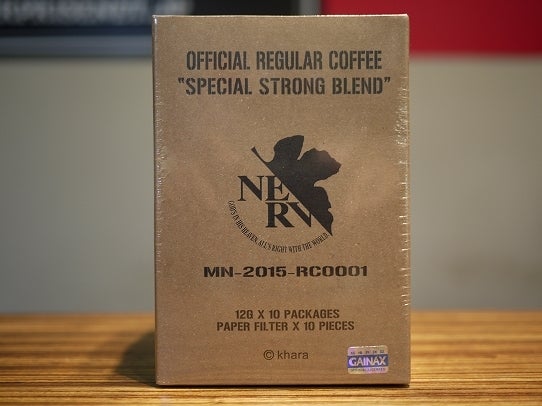 OFFICIAL REGULAR COFFEE
"SPECIAL STRONG BLEND"
NERV
GOD'S IN HIS HEAVEN. ALL'S RIGHT WITH THE WORLD.
MN-2015-RC0001
12G X 10 PACKAGES
PAPER FILTER X 10 PIECES
© khara
GAINAX